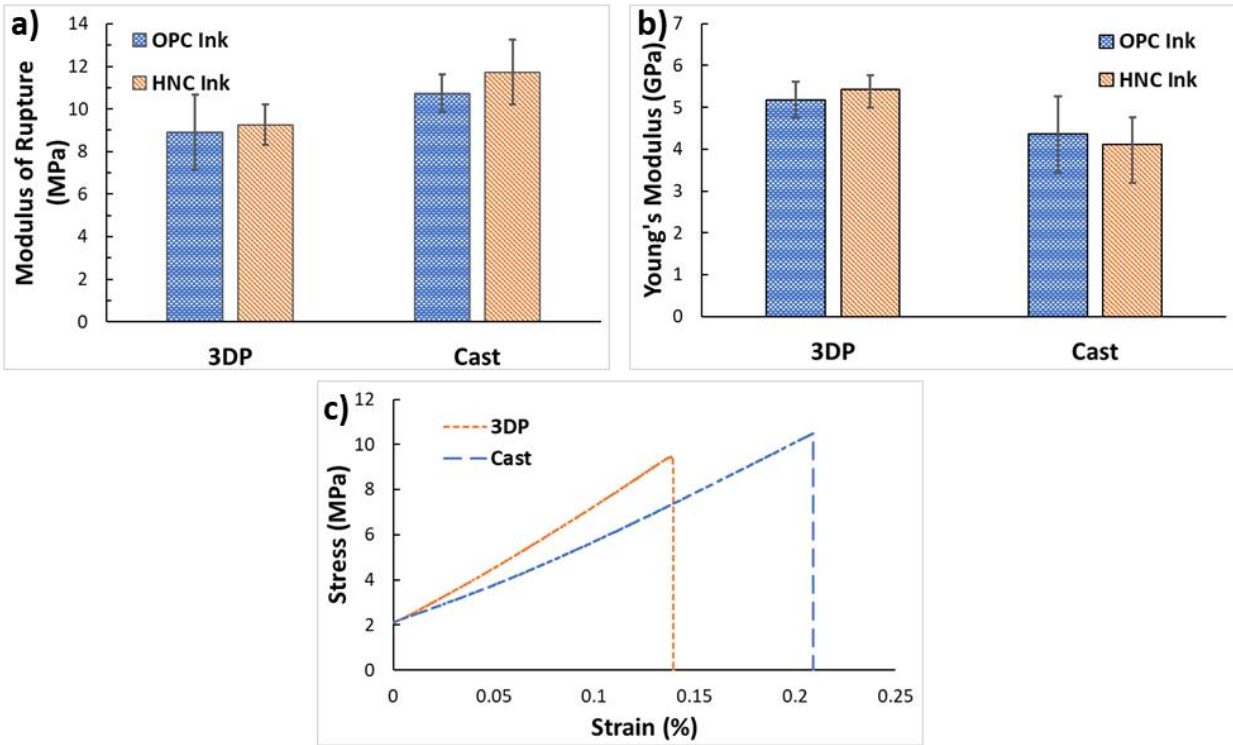 a)
Modulus of Rupture
(MPa)
14
12
10
8
6
4
2
0
OPC Ink
HNC Ink
3DP
Cast
b)
Young's Modulus (GPa)
7
6
5
4
3
2
1
0
OPC Ink
HNC Ink
3DP
Cast
c)
Stress (MPa)
12
10
8
6
4
2
0
3DP
Cast
0 0.05 0.1 0.15 0.2 0.25
Strain (%)